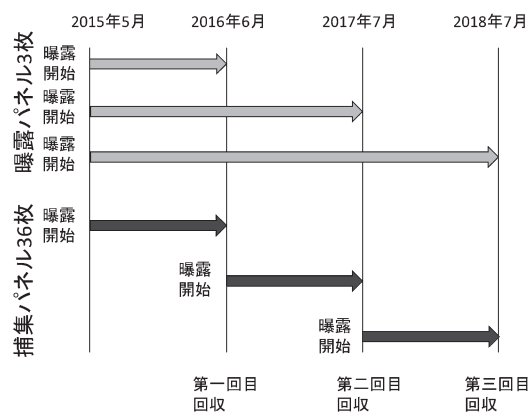 2015年5月
2016年6月
2017年7月
2018年7月
曝露パネル3枚
曝露
開始
曝露
開始
曝露
開始
捕集パネル36枚
曝露
開始
曝露
開始
曝露
開始
第一回目
回収
第二回目
回収
第三回目
回収